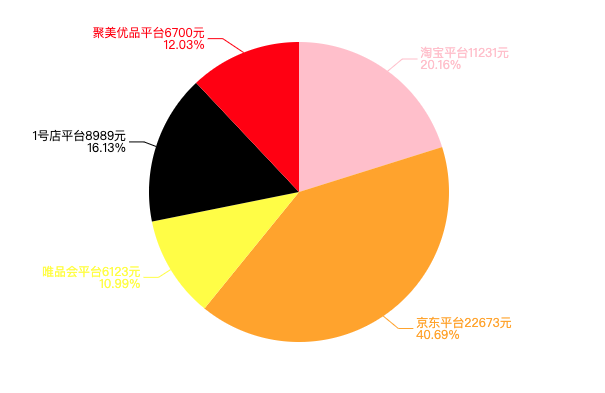 聚美优品平台6700元
12.03%
淘宝平台11231元
20.16%
1号店平台8989元
16.13%
唯品会平台6123元
10.99%
京东平台22673元
40.69%